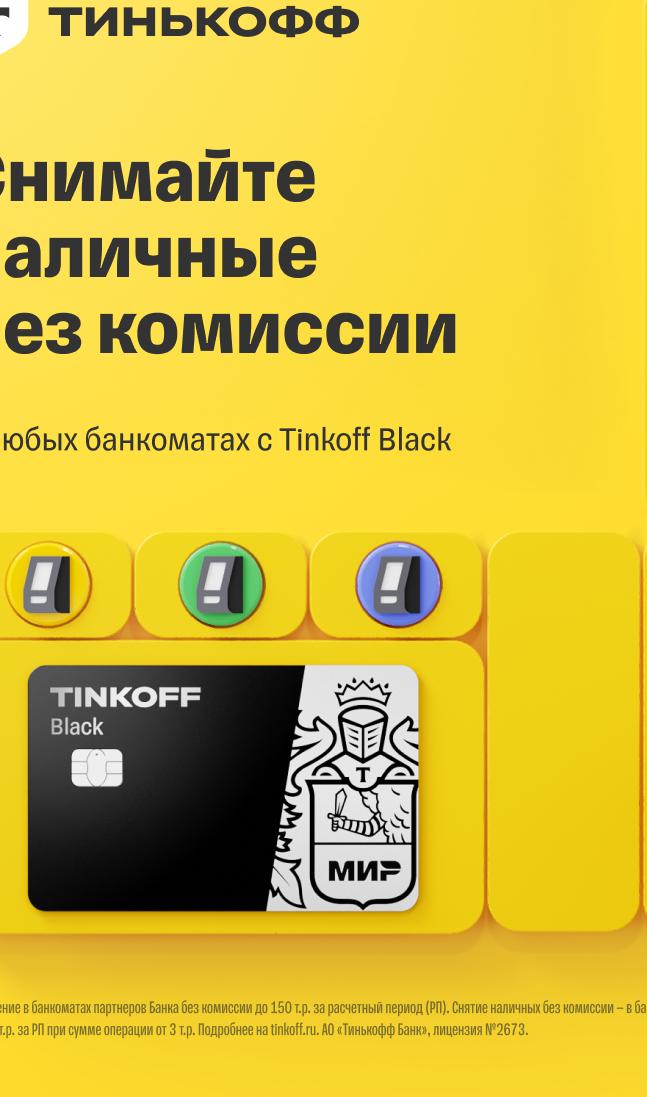 ТИНЬКОФФ
Снимайте
аличные
ез комиссии
юбых банкоматах с Tinkoff Black
TINKOFF
Black
Т
МИР
ение в банкоматах партнеров Банка без комиссии до 150 т.р. за расчетный период (РП). Снятие наличных без комиссии – в ба
т.р. за РП при сумме операции от 3 т.р. Подробнее на tinkoff.ru. АО «Тинькофф Банк», лицензия №2673.